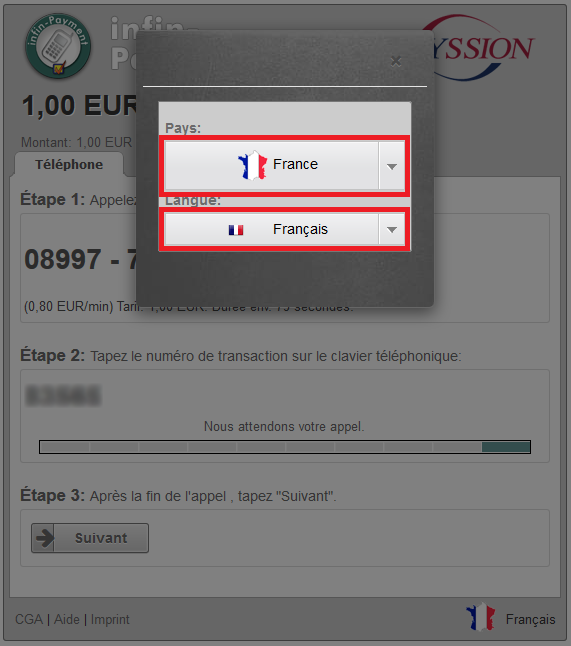 infin-Payment
infin-
YSSION
1,00 EUR
Montant: 1,00 EUR
Téléphone
×
Pays:
France
Langue:
Français
Étape 1: Appelez
08997 - 7
(0,80 EUR/min) Tarif: 1,00 EUR. Durée env. 75 secondes.
Étape 2: Tapez le numéro de transaction sur le clavier téléphonique:
Nous attendons votre appel.
Étape 3: Après la fin de l'appel , tapez "Suivant".
Suivant
CGA | Aide | Imprint
Français